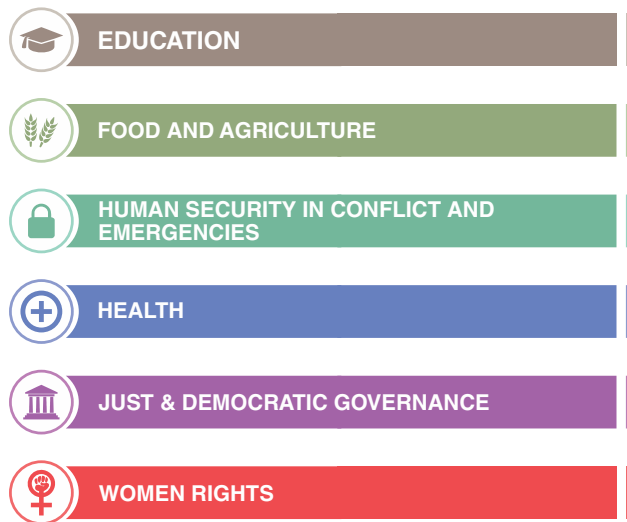 EDUCATION
FOOD AND AGRICULTURE
HUMAN SECURITY IN CONFLICT AND
EMERGENCIES
HEALTH
JUST & DEMOCRATIC GOVERNANCE
WOMEN RIGHTS